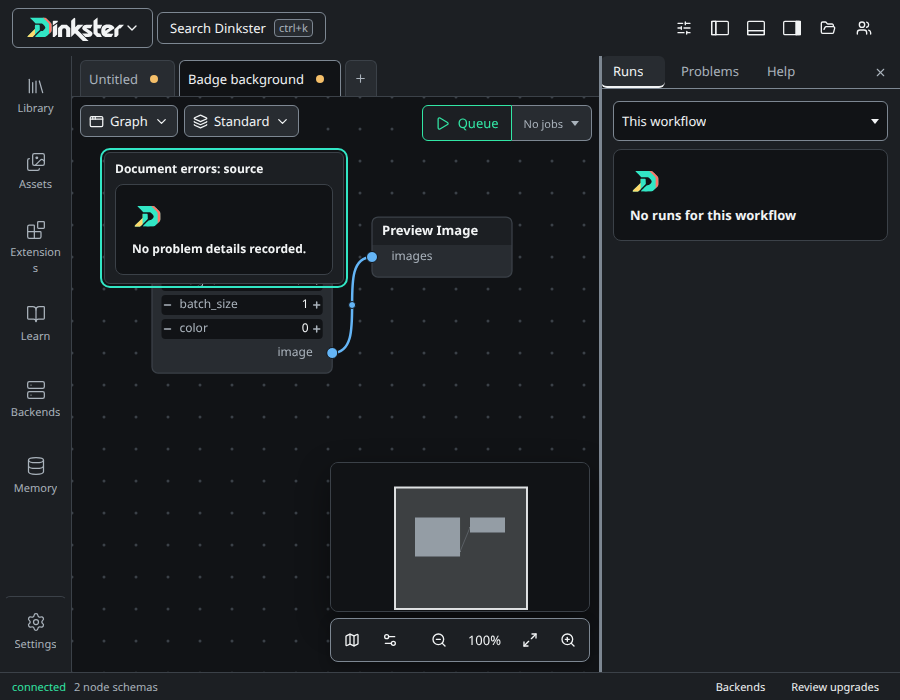 Dinkster
Search Dinkster ctrl+k
Library
Assets
Extension
s
Learn
Backends
Memory
Settings
Untitled
Badge background
Graph
Standard
Queue
No jobs
Document errors: source
No problem details recorded.
Preview Image
images
batch_size 1
color 0
image
100%
Runs Problems Help
This workflow
No runs for this workflow
connected 2 node schemas
Backends Review upgrades